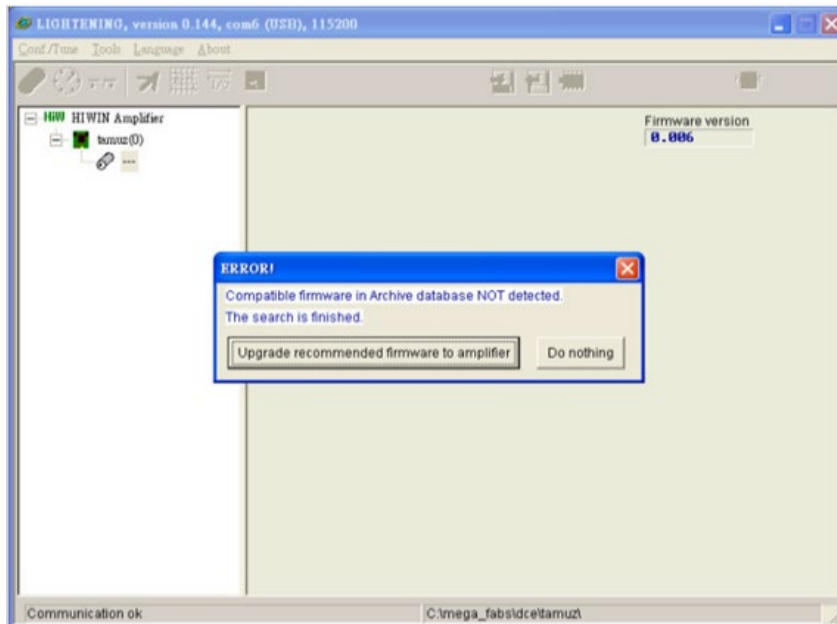 LIGHTENING, version 0.144, com6 (USB), 115200
Conf./Tune Tools Language About
HIWIN Amplifier
tamuz(0)
---
Firmware version
0.006
ERROR!
Compatible firmware in Archive database NOT detected.
The search is finished.
Upgrade recommended firmware to amplifier Do nothing
Communication ok C:\mega_fabs\dce\tamuz\